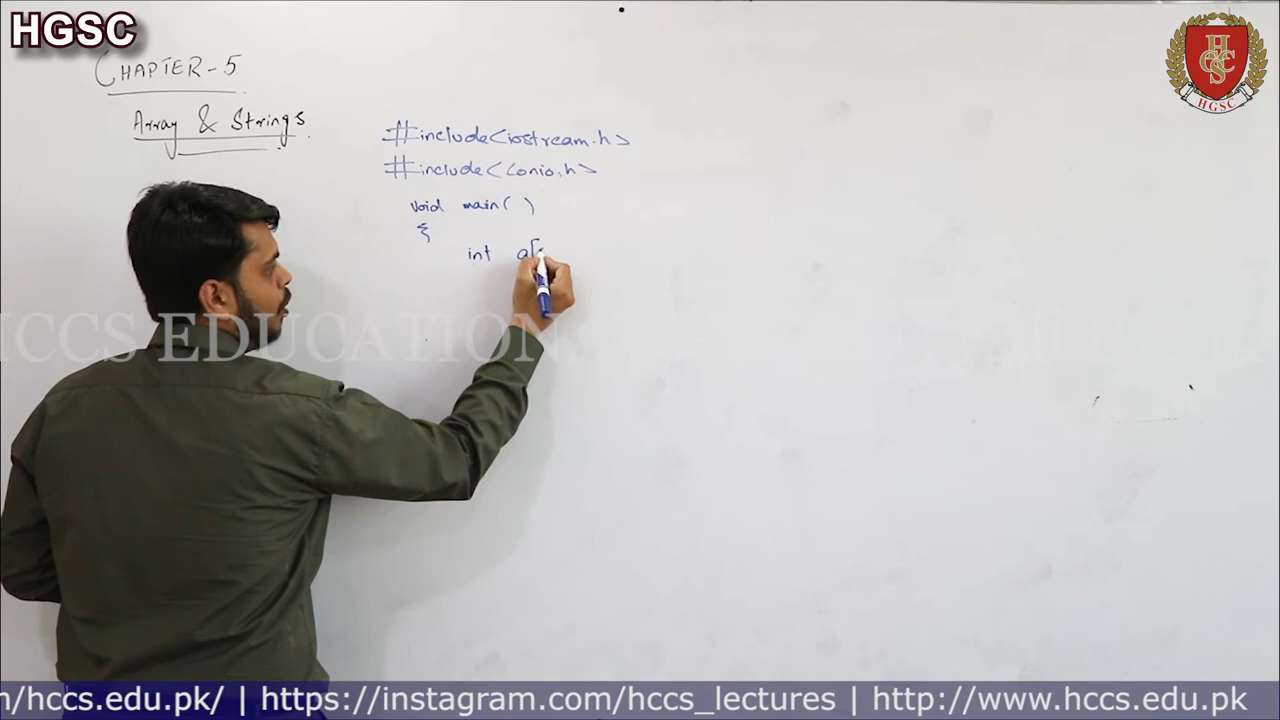 HGSC
CHAPTER-5
Array & Strings
#include<iostream.h>
#include<conio.h>
void main( )
{
int a[
HGSC
HCCS EDUCATION
m/hccs.edu.pk/ | https://instagram.com/hccs_lectures | http://www.hccs.edu.pk